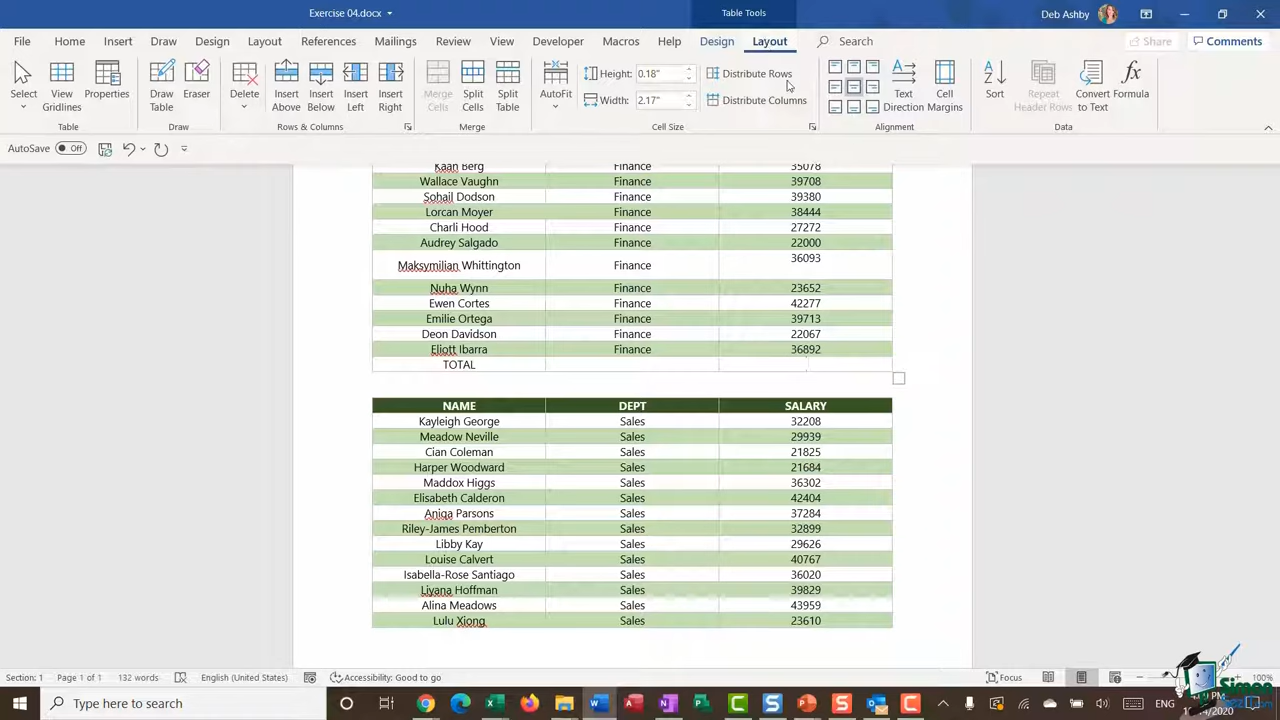 Exercise 04.docx
Table Tools
Deb Ashby
File Home Insert Draw Design Layout References Mailings Review View Developer Macros Help Design Layout Search Share Comments
Select View Gridlines Properties Draw Table Eraser Delete Insert Above Insert Below Insert Left Insert Right Merge Cells Split Cells Split Table AutoFit
Height: 0.18" Distribute Rows
Width: 2.17" Distribute Columns
Text Direction Cell Margins Sort Repeat Header Rows Convert to Text Formula
Table Draw Rows & Columns Merge Cell Size Alignment Data
AutoSave Off
Kaan Berg Finance 35078
Wallace Vaughn Finance 39708
Sohail Dodson Finance 39380
Lorcan Moyer Finance 38444
Charli Hood Finance 27272
Audrey Salgado Finance 22000
Maksymilian Whittington Finance 36093
Nuha Wynn Finance 23652
Ewen Cortes Finance 42277
Emilie Ortega Finance 39713
Deon Davidson Finance 22067
Eliott Ibarra Finance 36892
TOTAL
NAME DEPT SALARY
Kayleigh George Sales 32208
Meadow Neville Sales 29939
Cian Coleman Sales 21825
Harper Woodward Sales 21684
Maddox Higgs Sales 36302
Elisabeth Calderon Sales 42404
Aniqa Parsons Sales 37284
Riley-James Pemberton Sales 32899
Libby Kay Sales 29626
Louise Calvert Sales 40767
Isabella-Rose Santiago Sales 36020
Liyana Hoffman Sales 39829
Alina Meadows Sales 43959
Lulu Xiong Sales 23610
Section: 1 Page 1 of 1 132 words English (United States) Accessibility: Good to go Focus 100%
Type here to search
ENG